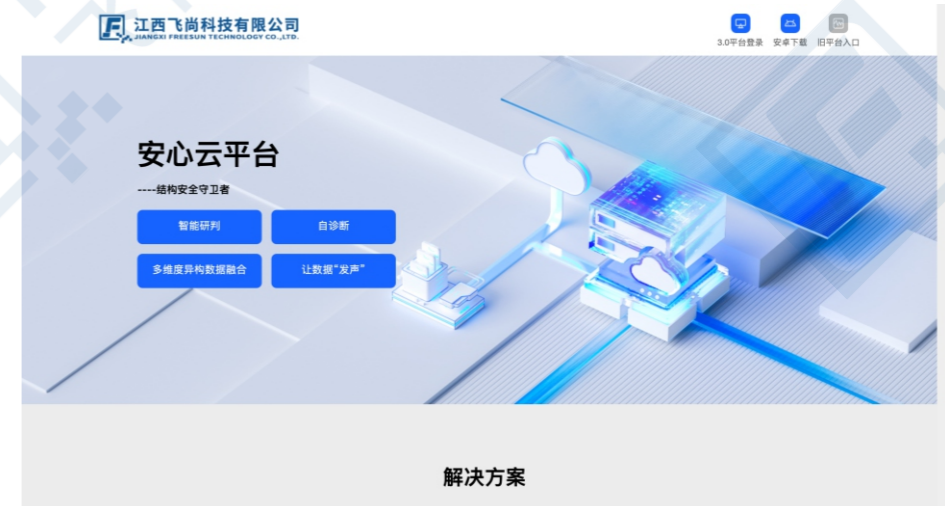 江西飞尚科技有限公司
JIANGXI FREESUN TECHNOLOGY CO.,LTD.
3.0平台登录
安卓下载
旧平台入口
安心云平台
----结构安全守卫者
智能研判
自诊断
多维度异构数据融合
让数据“发声”
解决方案